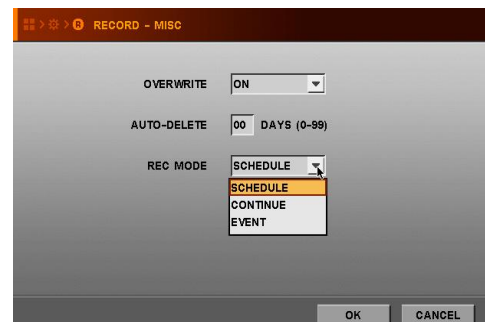 > > R RECORD - MISC
OVERWRITE ON
AUTO-DELETE 00 DAYS (0-99)
REC MODE SCHEDULE
SCHEDULE
CONTINUE
EVENT
OK CANCEL